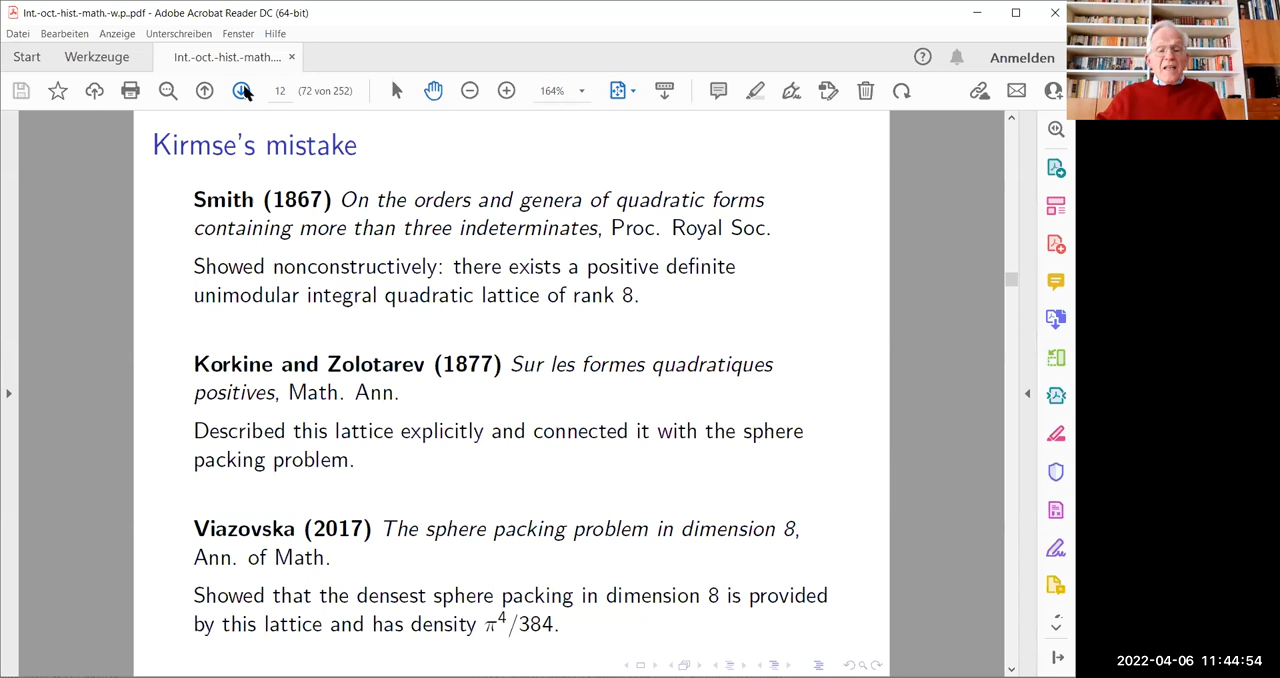 Int.-oct.-hist.-math.-w.p..pdf - Adobe Acrobat Reader DC (64-bit)
Datei Bearbeiten Anzeige Unterschreiben Fenster Hilfe
Start Werkzeuge Int.-oct.-hist.-math.... × Anmelden
12 (72 von 252) 164%
Kirmse's mistake
Smith (1867) On the orders and genera of quadratic forms
containing more than three indeterminates, Proc. Royal Soc.
Showed nonconstructively: there exists a positive definite
unimodular integral quadratic lattice of rank 8.
Korkine and Zolotarev (1877) Sur les formes quadratiques
positives, Math. Ann.
Described this lattice explicitly and connected it with the sphere
packing problem.
Viazovska (2017) The sphere packing problem in dimension 8,
Ann. of Math.
Showed that the densest sphere packing in dimension 8 is provided
by this lattice and has density π⁴/384.
2022-04-06 11:44:54